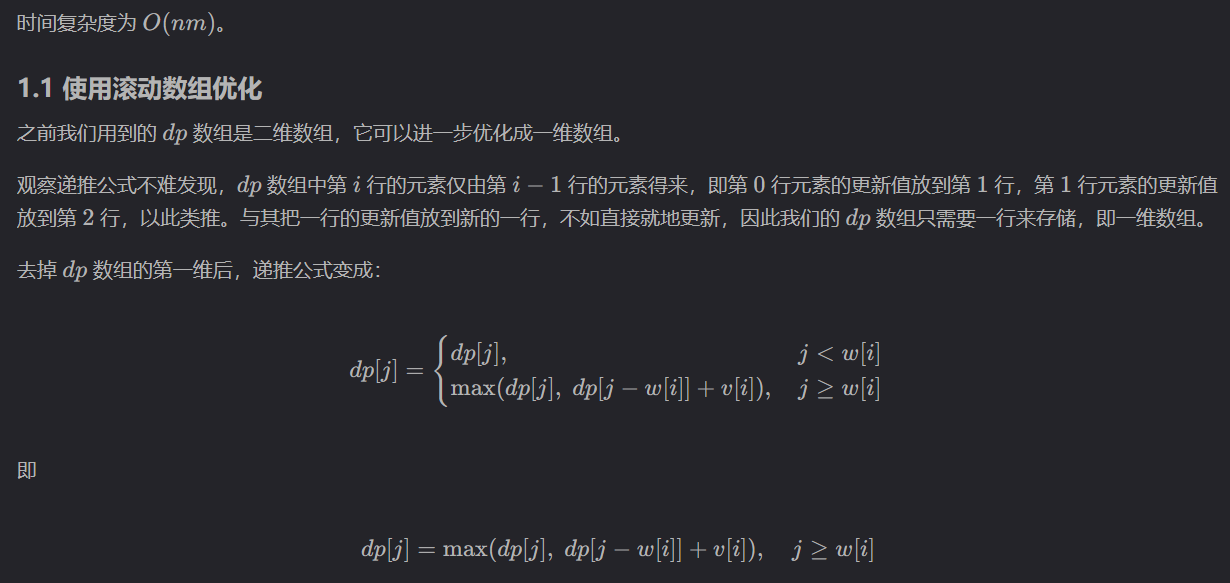 时间复杂度为 O(nm)。
1.1 使用滚动数组优化
之前我们用到的 dp 数组是二维数组，它可以进一步优化成一维数组。
观察递推公式不难发现，dp 数组中第 i 行的元素仅由第 i − 1 行的元素得来，即第 0 行元素的更新值放到第 1 行，第 1 行元素的更新值
放到第 2 行，以此类推。与其把一行的更新值放到新的一行，不如直接就地更新，因此我们的 dp 数组只需要一行来存储，即一维数组。
去掉 dp 数组的第一维后，递推公式变成：
dp[j] = { dp[j], j < w[i]
max(dp[j], dp[j − w[i]] + v[i]), j ≥ w[i]
即
dp[j] = max(dp[j], dp[j − w[i]] + v[i]), j ≥ w[i]